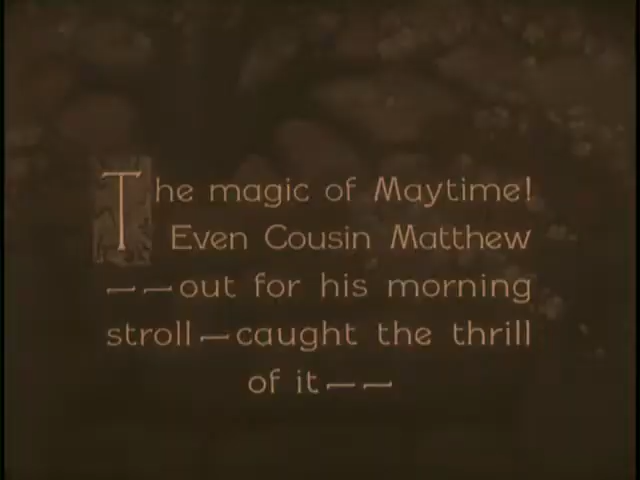 The magic of Maytime!
Even Cousin Matthew
——out for his morning
stroll—caught the thrill
of it——